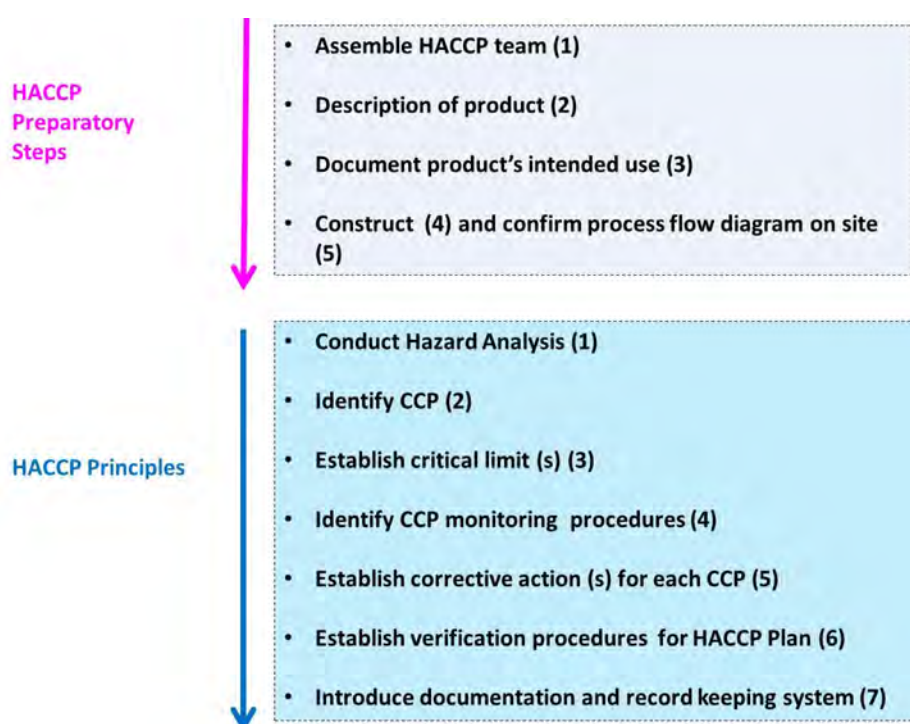 HACCP
Preparatory
Steps
• Assemble HACCP team (1)
• Description of product (2)
• Document product's intended use (3)
• Construct (4) and confirm process flow diagram on site
(5)
HACCP Principles
• Conduct Hazard Analysis (1)
• Identify CCP (2)
• Establish critical limit (s) (3)
• Identify CCP monitoring procedures (4)
• Establish corrective action (s) for each CCP (5)
• Establish verification procedures for HACCP Plan (6)
• Introduce documentation and record keeping system (7)